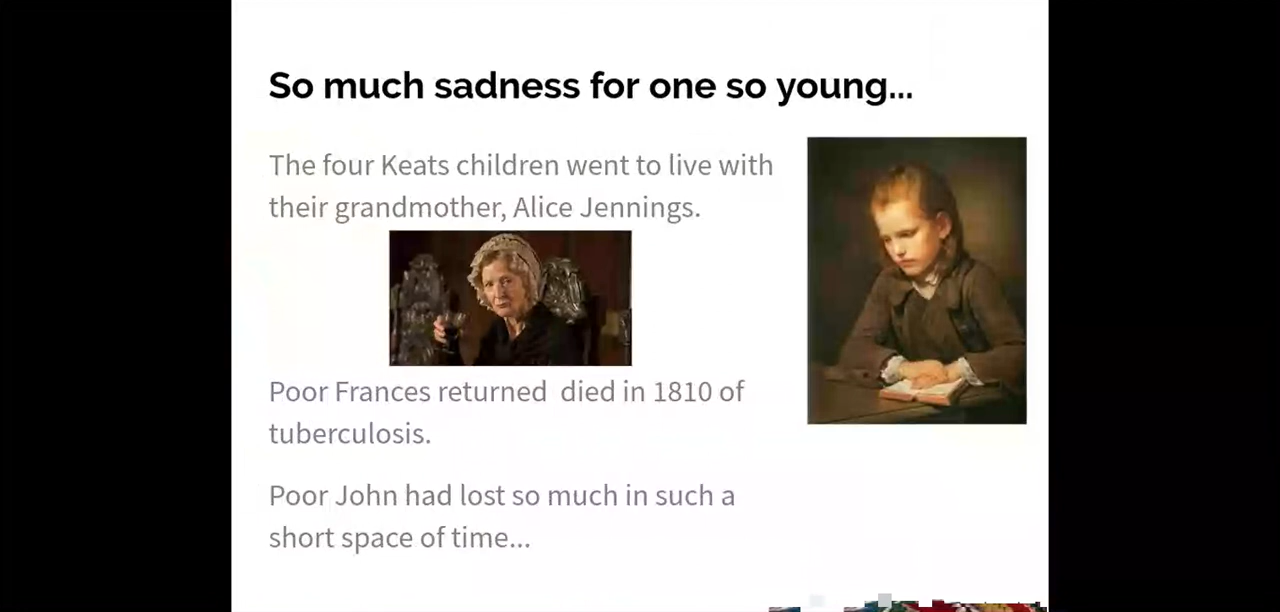 So much sadness for one so young...
The four Keats children went to live with
their grandmother, Alice Jennings.
Poor Frances returned  died in 1810 of
tuberculosis.
Poor John had lost so much in such a
short space of time...